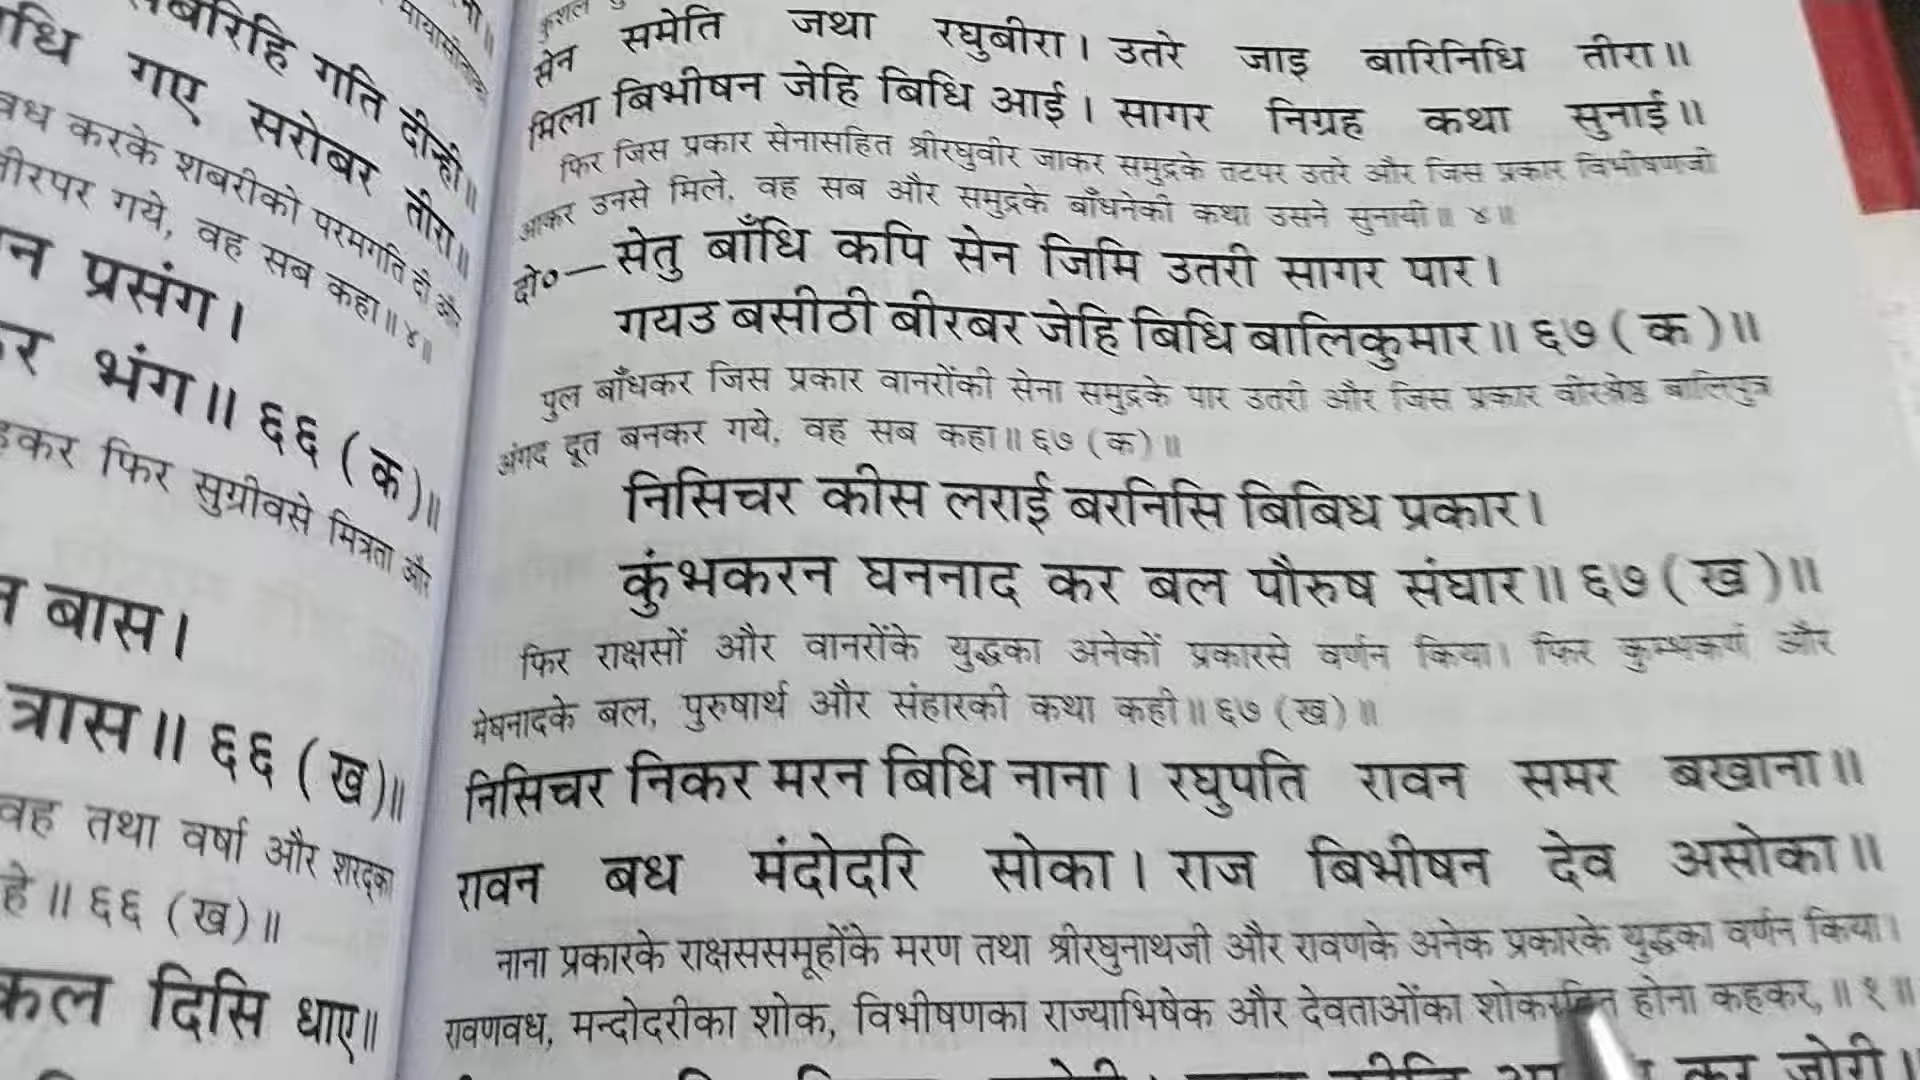 बरिहि गति दीन्ही॥
गए सरोबर तीरा॥
वध करके शबरीको परमगति दी और
तीरपर गये, वह सब कहा॥ ४॥
प्रसंग।
भंग॥ ६६ (क)॥
फिर सुग्रीवसे मित्रता और
बास।
त्रास॥ ६६ (ख)॥
वह तथा वर्षा और शरद्का
हे॥ ६६ (ख)॥
दिसि धाए॥
कुशल
सेन समेति जथा रघुबीरा। उतरे जाइ बारिनिधि तीरा॥
मिला बिभीषन जेहि बिधि आई। सागर निग्रह कथा सुनाई॥
फिर जिस प्रकार सेनासहित श्रीरघुवीर जाकर समुद्रके तटपर उतरे और जिस प्रकार विभीषणजी
आकर उनसे मिले, वह सब और समुद्रके बाँधनेकी कथा उसने सुनायी॥ ४॥
दो०—सेतु बाँधि कपि सेन जिमि उतरी सागर पार।
गयउ बसीठी बीरबर जेहि बिधि बालिकुमार॥ ६७ (क)॥
पुल बाँधकर जिस प्रकार वानरोंकी सेना समुद्रके पार उतरी और जिस प्रकार वीरश्रेष्ठ बालिपुत्र
अंगद दूत बनकर गये, वह सब कहा॥ ६७ (क)॥
निसिचर कीस लराई बरनिसि बिबिध प्रकार।
कुंभकरन घननाद कर बल पौरुष संघार॥ ६७ (ख)॥
फिर राक्षसों और वानरोंके युद्धका अनेकों प्रकारसे वर्णन किया। फिर कुम्भकर्ण और
मेघनादके बल, पुरुषार्थ और संहारकी कथा कही॥ ६७ (ख)॥
निसिचर निकर मरन बिधि नाना। रघुपति रावन समर बखाना॥
रावन बध मंदोदरि सोका। राज बिभीषन देव असोका॥
नाना प्रकारके राक्षससमूहोंके मरण तथा श्रीरघुनाथजी और रावणके अनेक प्रकारके युद्धका वर्णन किया।
रावणवध, मन्दोदरीका शोक, विभीषणका राज्याभिषेक और देवताओंका शोकरहित होना कहकर,॥ १॥
कर जोरी।